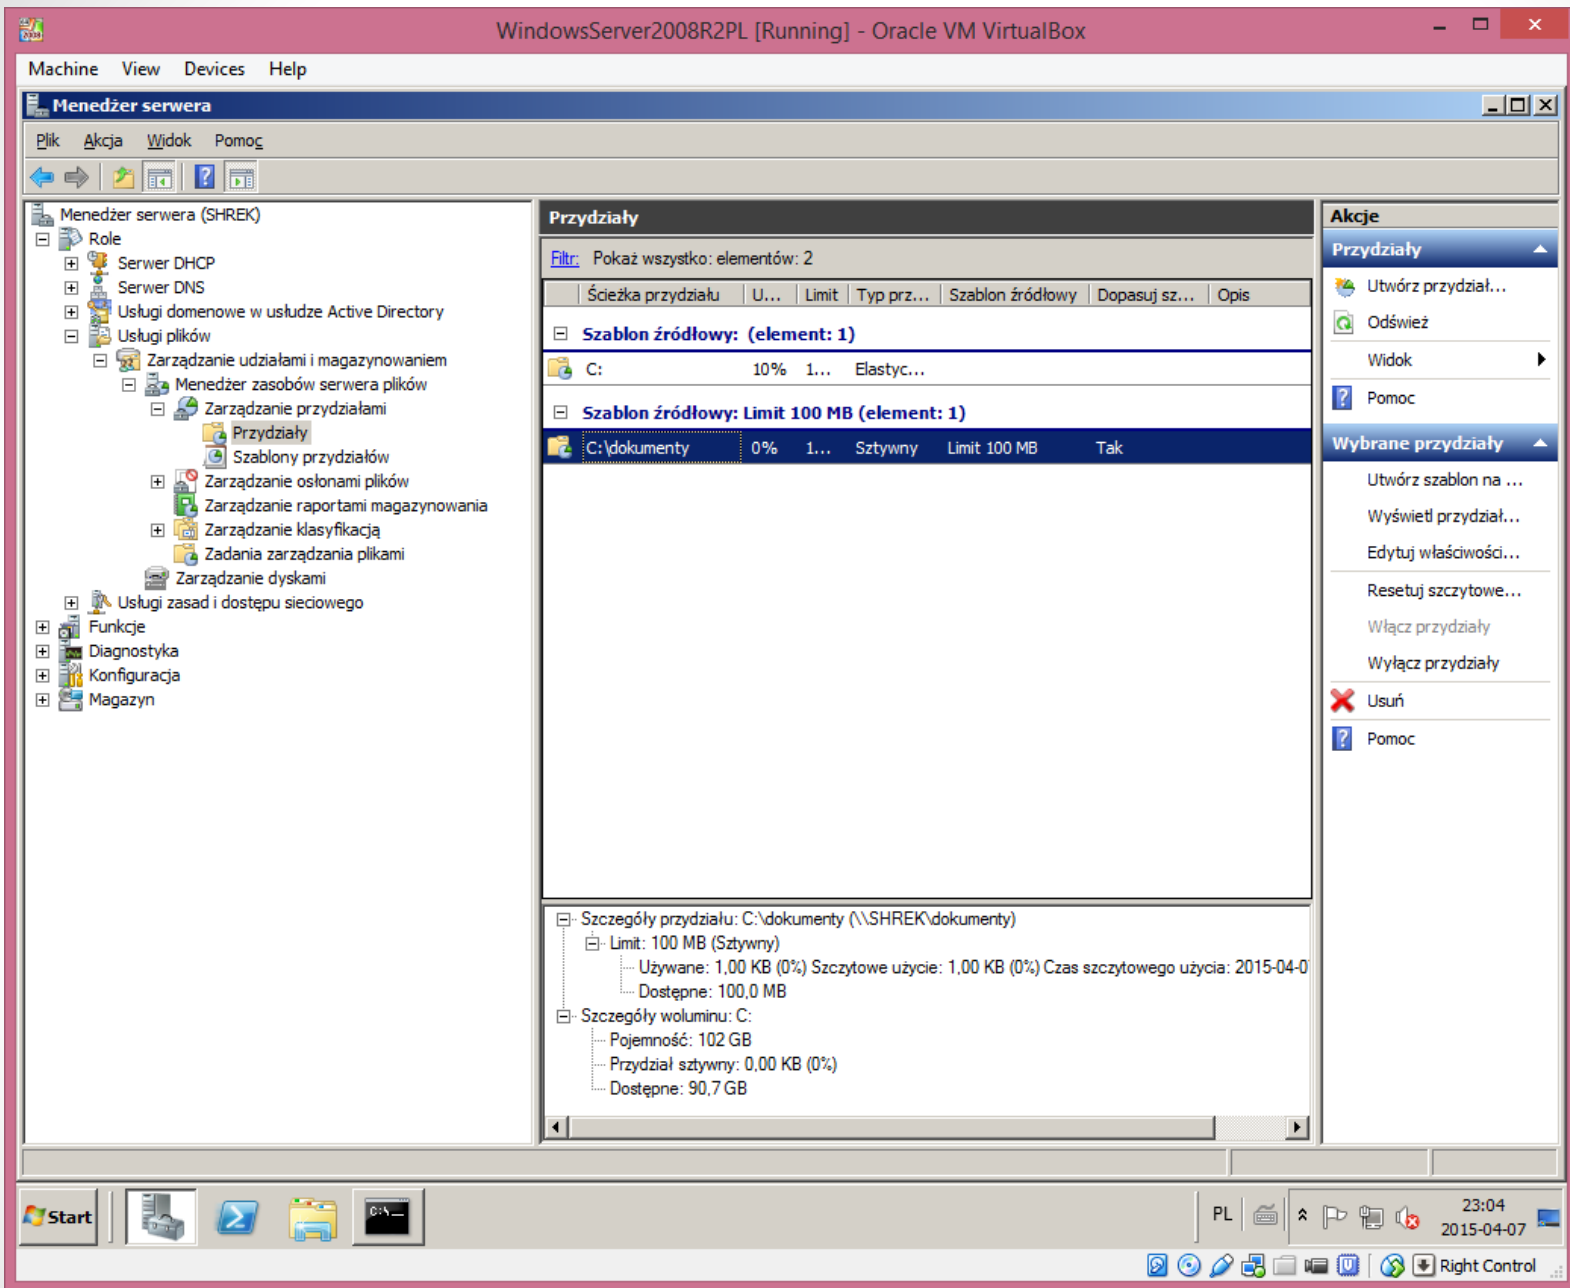 WindowsServer2008R2PL [Running] - Oracle VM VirtualBox
Machine View Devices Help
Menedżer serwera
Plik Akcja Widok Pomoc
Menedżer serwera (SHREK)
Role
Serwer DHCP
Serwer DNS
Usługi domenowe w usłudze Active Directory
Usługi plików
Zarządzanie udziałami i magazynowaniem
Menedżer zasobów serwera plików
Zarządzanie przydziałami
Przydziały
Szablony przydziałów
Zarządzanie osłonami plików
Zarządzanie raportami magazynowania
Zarządzanie klasyfikacją
Zadania zarządzania plikami
Zarządzanie dyskami
Usługi zasad i dostępu sieciowego
Funkcje
Diagnostyka
Konfiguracja
Magazyn
Przydziały
Filtr: Pokaż wszystko: elementów: 2
Ścieżka przydziału U... Limit Typ prz... Szablon źródłowy Dopasuj sz... Opis
Szablon źródłowy: (element: 1)
C: 10% 1... Elastyc...
Szablon źródłowy: Limit 100 MB (element: 1)
C:\dokumenty 0% 1... Sztywny Limit 100 MB Tak
Szczegóły przydziału: C:\dokumenty (\\SHREK\dokumenty)
Limit: 100 MB (Sztywny)
Używane: 1,00 KB (0%) Szczytowe użycie: 1,00 KB (0%) Czas szczytowego użycia: 2015-04-0
Dostępne: 100,0 MB
Szczegóły woluminu: C:
Pojemność: 102 GB
Przydział sztywny: 0,00 KB (0%)
Dostępne: 90,7 GB
Akcje
Przydziały
Utwórz przydział...
Odśwież
Widok
Pomoc
Wybrane przydziały
Utwórz szablon na ...
Wyświetl przydział...
Edytuj właściwości...
Resetuj szczytowe...
Włącz przydziały
Wyłącz przydziały
Usuń
Pomoc
Start
C:\_
PL
23:04
2015-04-07
Right Control